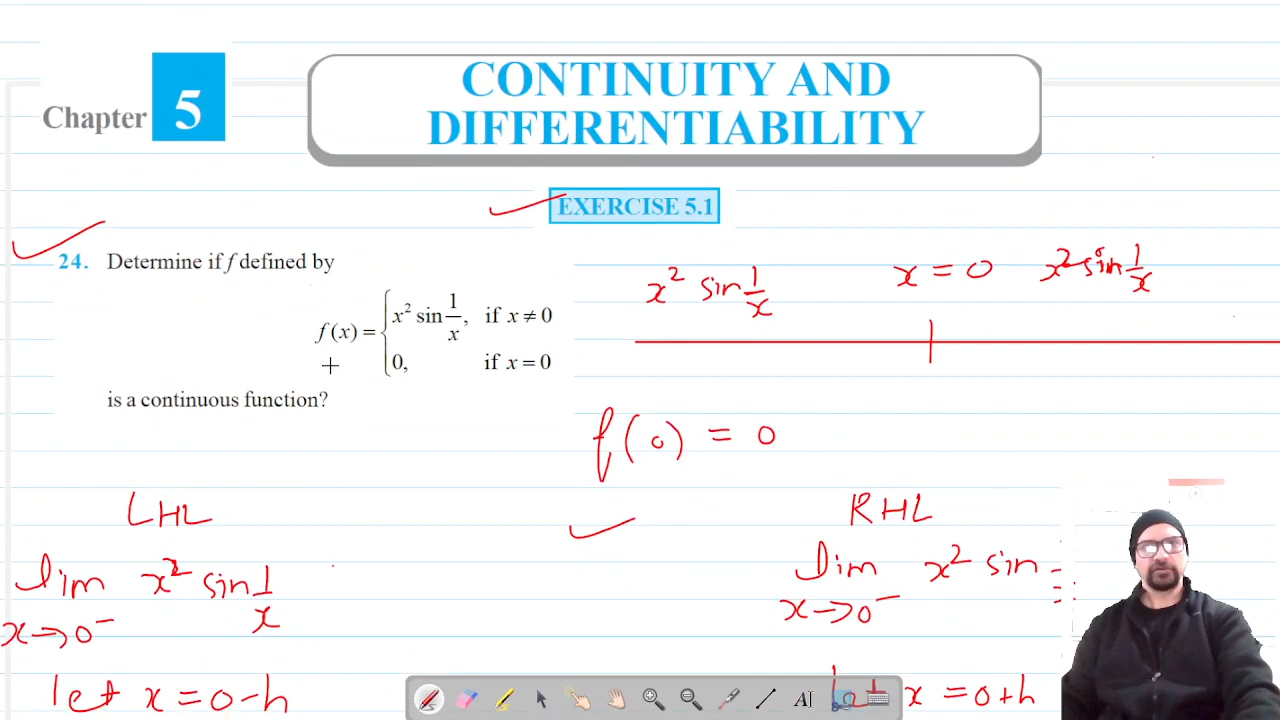 Chapter 5
CONTINUITY AND
DIFFERENTIABILITY
EXERCISE 5.1
24. Determine if f defined by
f(x) = { x² sin 1/x, if x ≠ 0
0, if x = 0
is a continuous function?
x² sin 1/x x = 0 x² sin 1/x
f(0) = 0
LHL
lim x² sin 1/x
x→0⁻
let x = 0-h
RHL
lim x² sin
x→0⁻
let x = 0+h
A